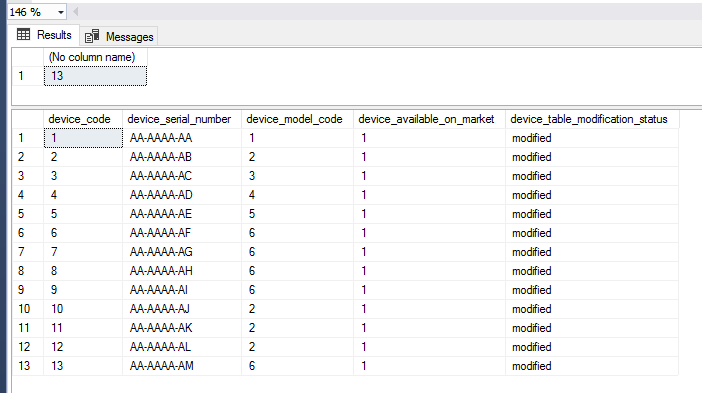 146 %
Results Messages
(No column name)
1 13
device_code device_serial_number device_model_code device_available_on_market device_table_modification_status
1 1 AA-AAAA-AA 1 1 modified
2 2 AA-AAAA-AB 2 1 modified
3 3 AA-AAAA-AC 3 1 modified
4 4 AA-AAAA-AD 4 1 modified
5 5 AA-AAAA-AE 5 1 modified
6 6 AA-AAAA-AF 6 1 modified
7 7 AA-AAAA-AG 6 1 modified
8 8 AA-AAAA-AH 6 1 modified
9 9 AA-AAAA-AI 6 1 modified
10 10 AA-AAAA-AJ 2 1 modified
11 11 AA-AAAA-AK 2 1 modified
12 12 AA-AAAA-AL 2 1 modified
13 13 AA-AAAA-AM 6 1 modified